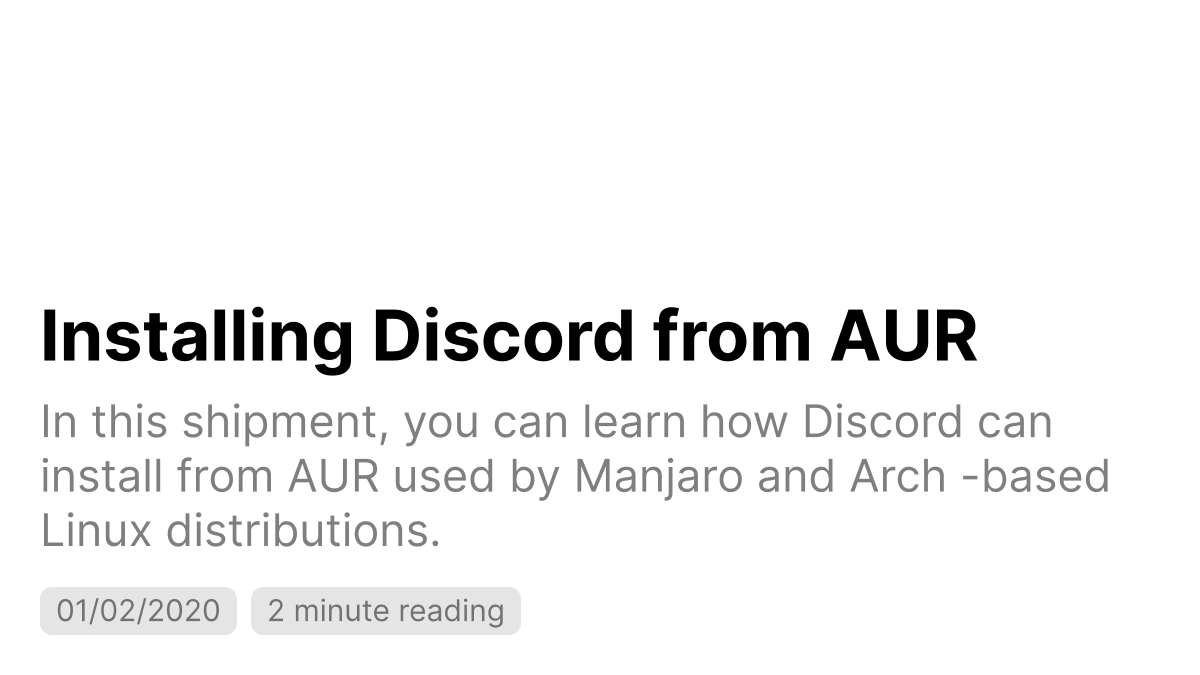 Installing Discord from AUR
In this shipment, you can learn how Discord can
install from AUR used by Manjaro and Arch -based
Linux distributions.
01/02/2020
2 minute reading